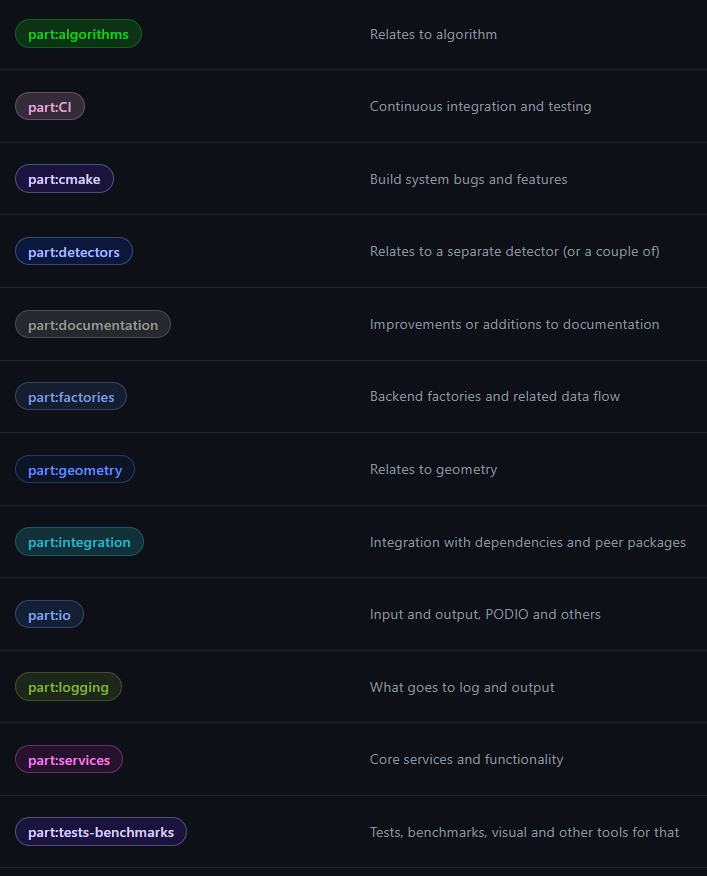 part:algorithms Relates to algorithm
part:CI Continuous integration and testing
part:cmake Build system bugs and features
part:detectors Relates to a separate detector (or a couple of)
part:documentation Improvements or additions to documentation
part:factories Backend factories and related data flow
part:geometry Relates to geometry
part:integration Integration with dependencies and peer packages
part:io Input and output, PODIO and others
part:logging What goes to log and output
part:services Core services and functionality
part:tests-benchmarks Tests, benchmarks, visual and other tools for that